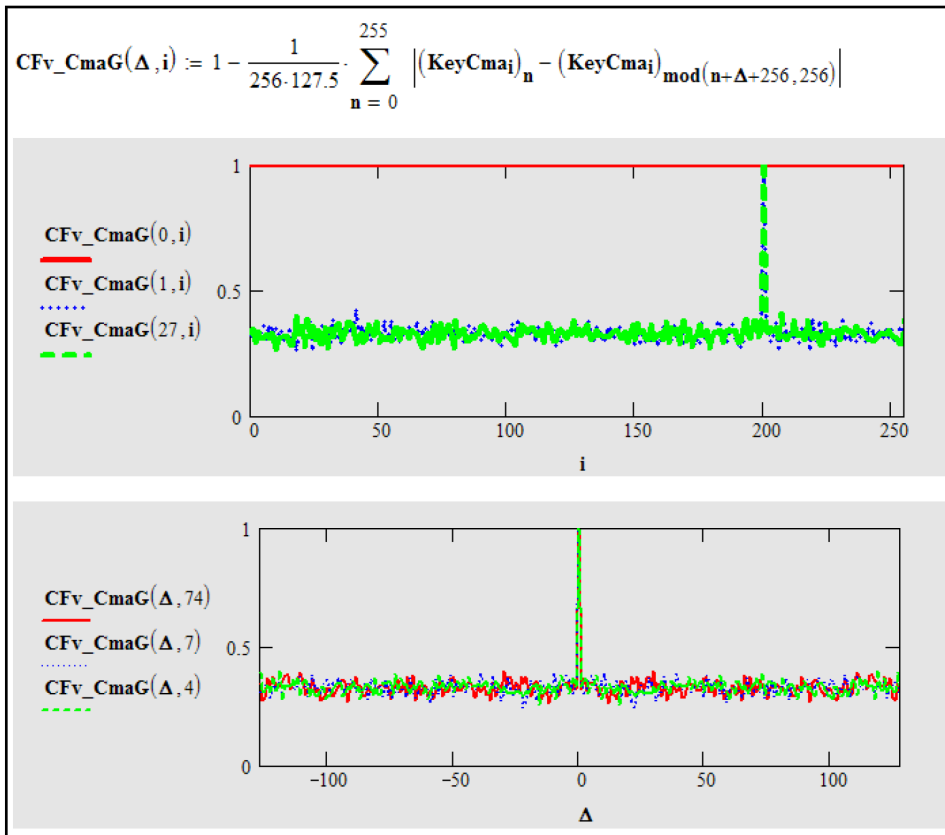 255
CFv_CmaG(Δ,i) := 1 − 1/(256·127.5) · ∑ |(KeyCma_i)_n − (KeyCma_i)_mod(n+Δ+256,256)|
n = 0
1
CFv_CmaG(0,i)
CFv_CmaG(1,i)
0.5
CFv_CmaG(27,i)
0
0 50 100 150 200 250
i
1
CFv_CmaG(Δ,74)
CFv_CmaG(Δ,7)
0.5
CFv_CmaG(Δ,4)
0
−100 −50 0 50 100
Δ